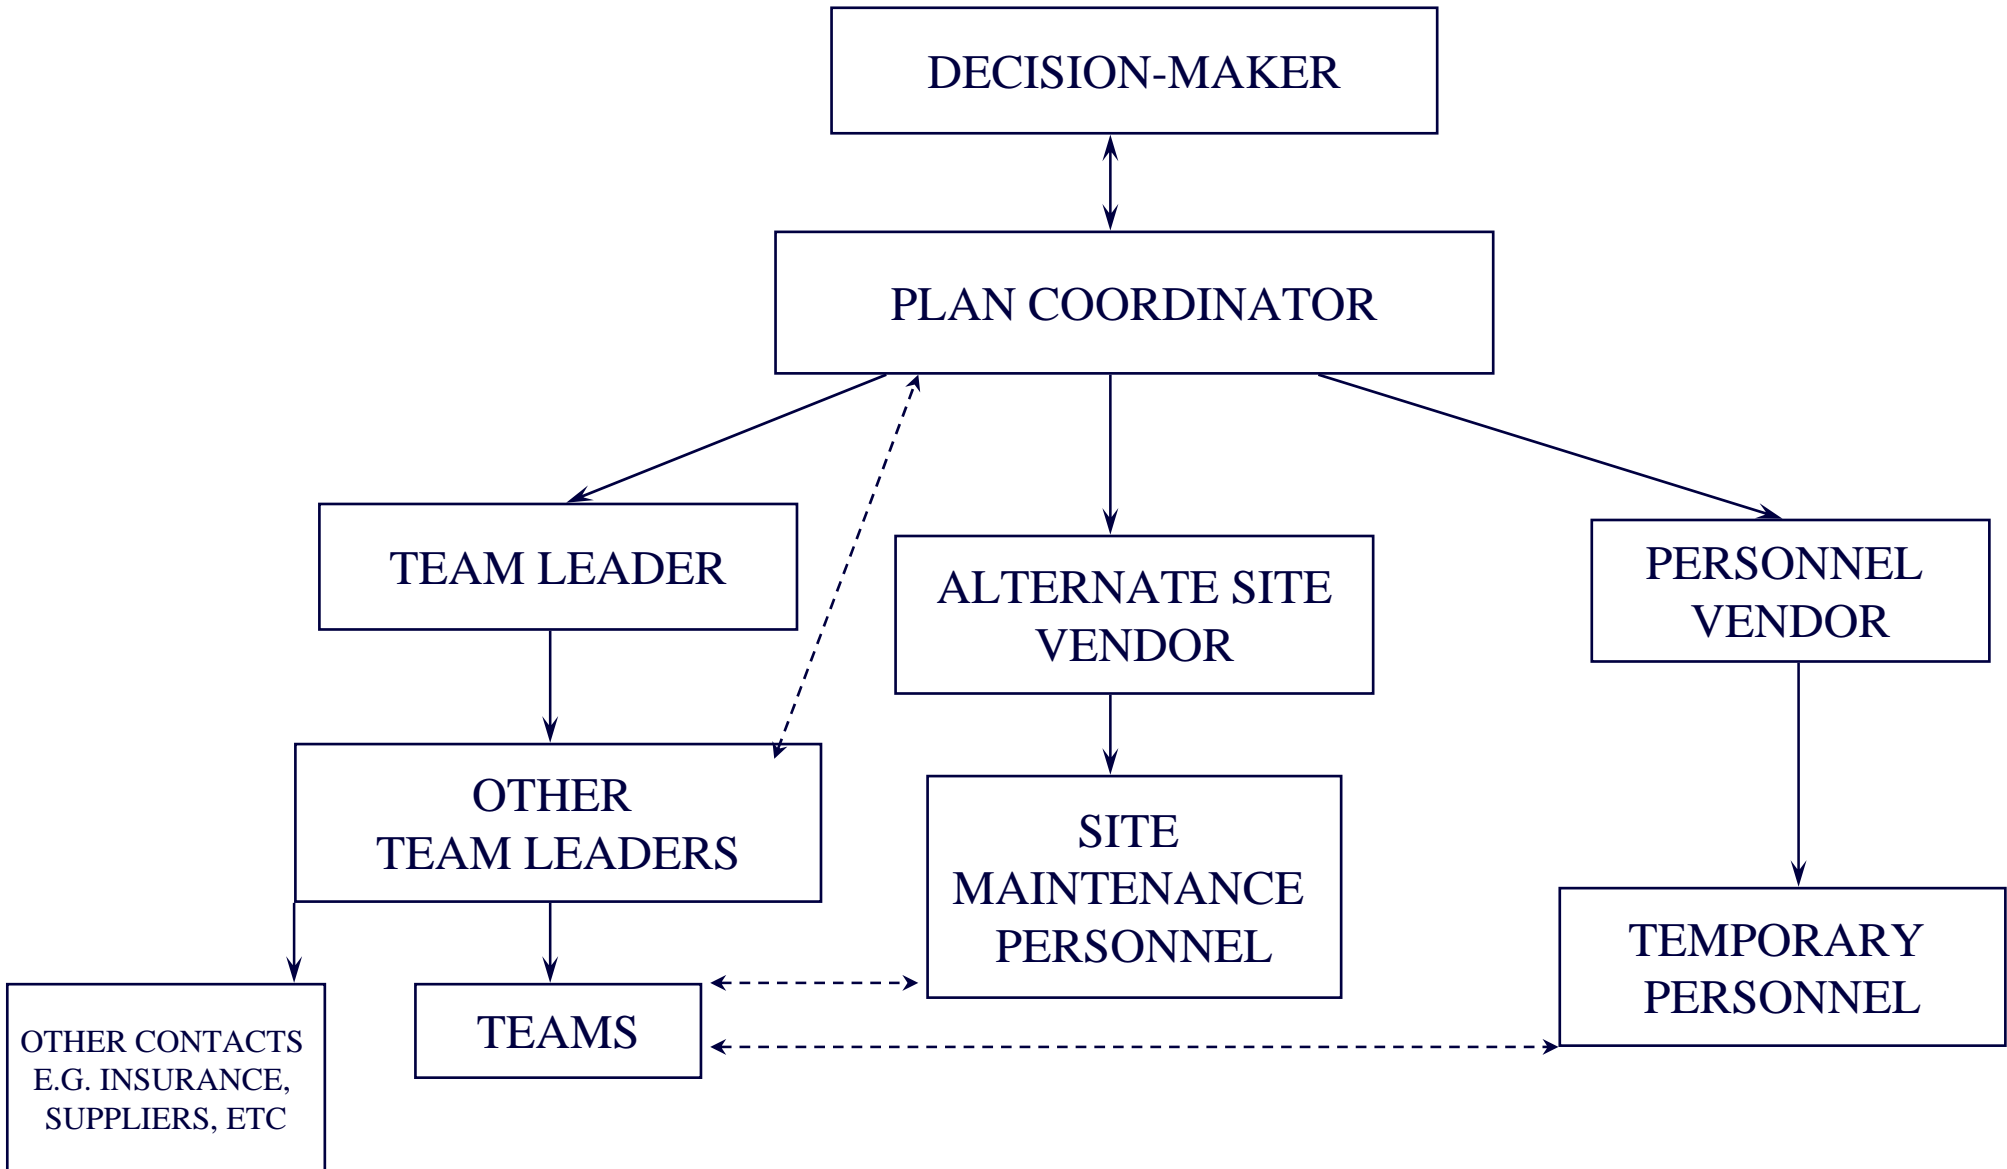 DECISION-MAKER
PLAN COORDINATOR
TEAM LEADER
ALTERNATE SITE
VENDOR
PERSONNEL
VENDOR
OTHER
TEAM LEADERS
SITE
MAINTENANCE
PERSONNEL
TEMPORARY
PERSONNEL
OTHER CONTACTS
E.G. INSURANCE,
SUPPLIERS, ETC
TEAMS